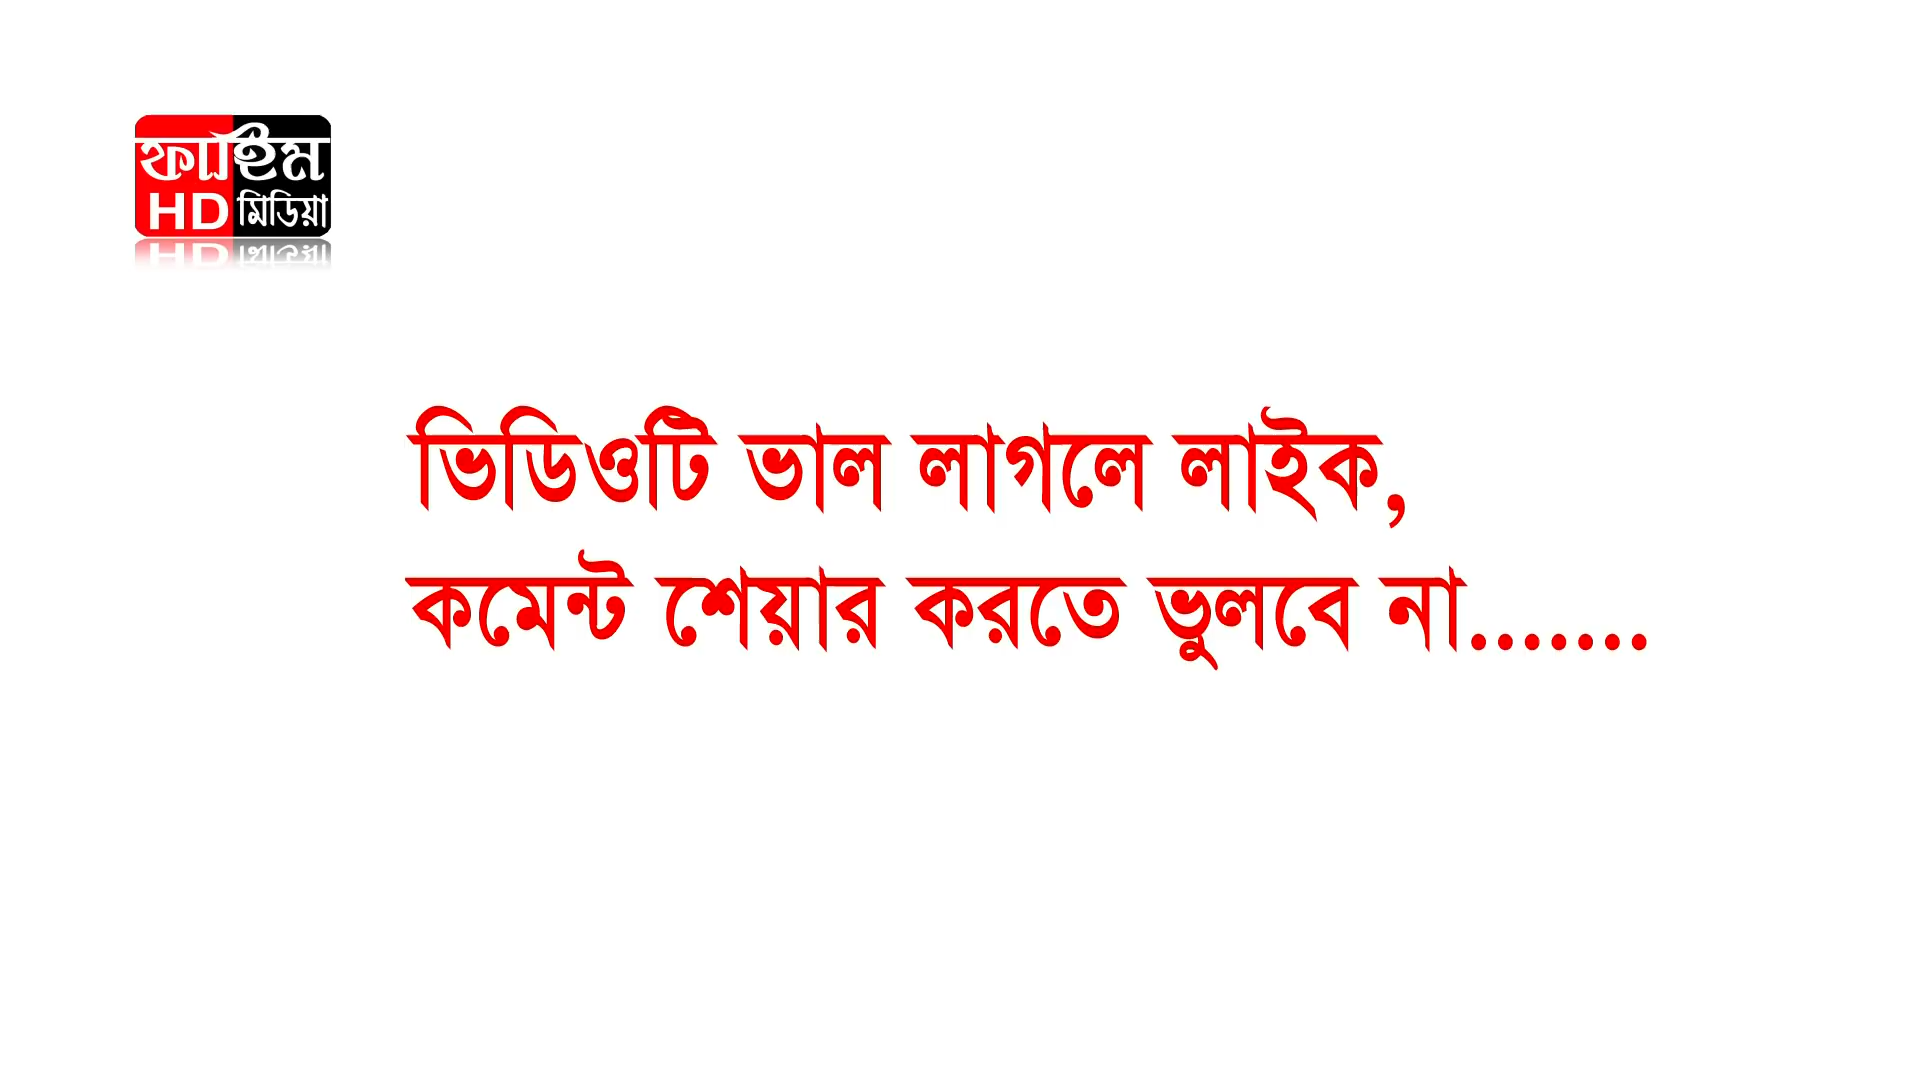 ফাহিম
HD মিডিয়া
ভিডিওটি ভাল লাগলে লাইক,
কমেন্ট শেয়ার করতে ভুলবে না.......